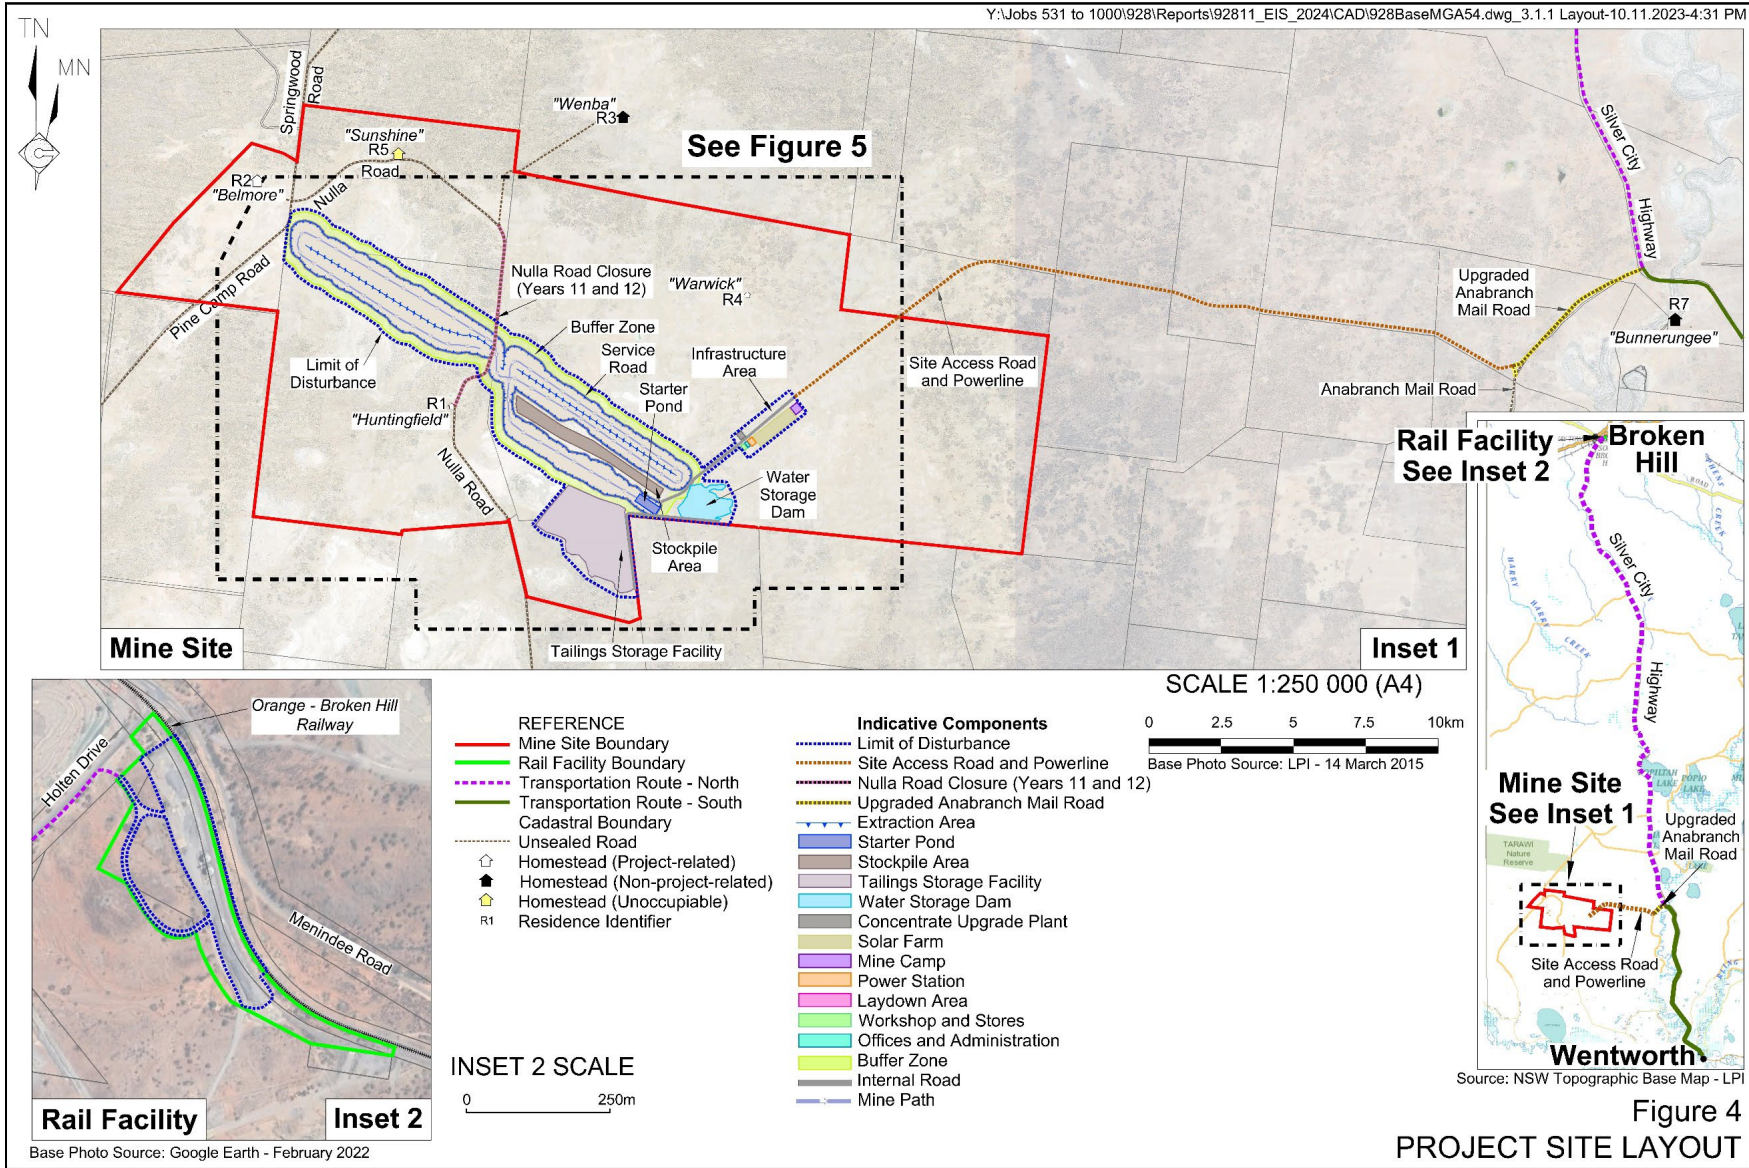 Y:\Jobs 531 to 1000\928\Reports\92811_EIS_2024\CAD\928BaseMGA54.dwg_3.1.1 Layout-10.11.2023-4:31 PM
TN
MN
Springwood
Road
"Wenba"
R3
"Sunshine"
R5
Road
See Figure 5
R2
"Belmore"
Nulla
Silver City
Highway
Pine Camp Road
Nulla Road Closure
(Years 11 and 12)
"Warwick"
R4
Upgraded
Anabranch
Mail Road
R7
"Bunnerungee"
Buffer Zone
Limit of
Disturbance
Service
Road
Infrastructure
Area
Starter
Pond
Site Access Road
and Powerline
Anabranch Mail Road
R1
"Huntingfield"
Nulla Road
Water
Storage
Dam
Stockpile
Area
Tailings Storage Facility
Mine Site
Inset 1
Rail Facility
See Inset 2
Broken
Hill
ROAD
CREEK
Silver City
HARRY
HARRY
CREEK
Highway
POPIO
LAKE
LAKE
Mine Site
See Inset 1
Upgraded
Anabranch
Mail Road
TARAWI
Nature
Reserve
Site Access Road
and Powerline
Wentworth
Source: NSW Topographic Base Map - LPI
Orange - Broken Hill
Railway
Holten Drive
Menindee Road
Rail Facility
Inset 2
Base Photo Source: Google Earth - February 2022
REFERENCE
Mine Site Boundary
Rail Facility Boundary
Transportation Route - North
Transportation Route - South
Cadastral Boundary
Unsealed Road
Homestead (Project-related)
Homestead (Non-project-related)
Homestead (Unoccupiable)
R1 Residence Identifier
Indicative Components
Limit of Disturbance
Site Access Road and Powerline
Nulla Road Closure (Years 11 and 12)
Upgraded Anabranch Mail Road
Extraction Area
Starter Pond
Stockpile Area
Tailings Storage Facility
Water Storage Dam
Concentrate Upgrade Plant
Solar Farm
Mine Camp
Power Station
Laydown Area
Workshop and Stores
Offices and Administration
Buffer Zone
Internal Road
Mine Path
SCALE 1:250 000 (A4)
0 2.5 5 7.5 10km
Base Photo Source: LPI - 14 March 2015
INSET 2 SCALE
0 250m
Figure 4
PROJECT SITE LAYOUT